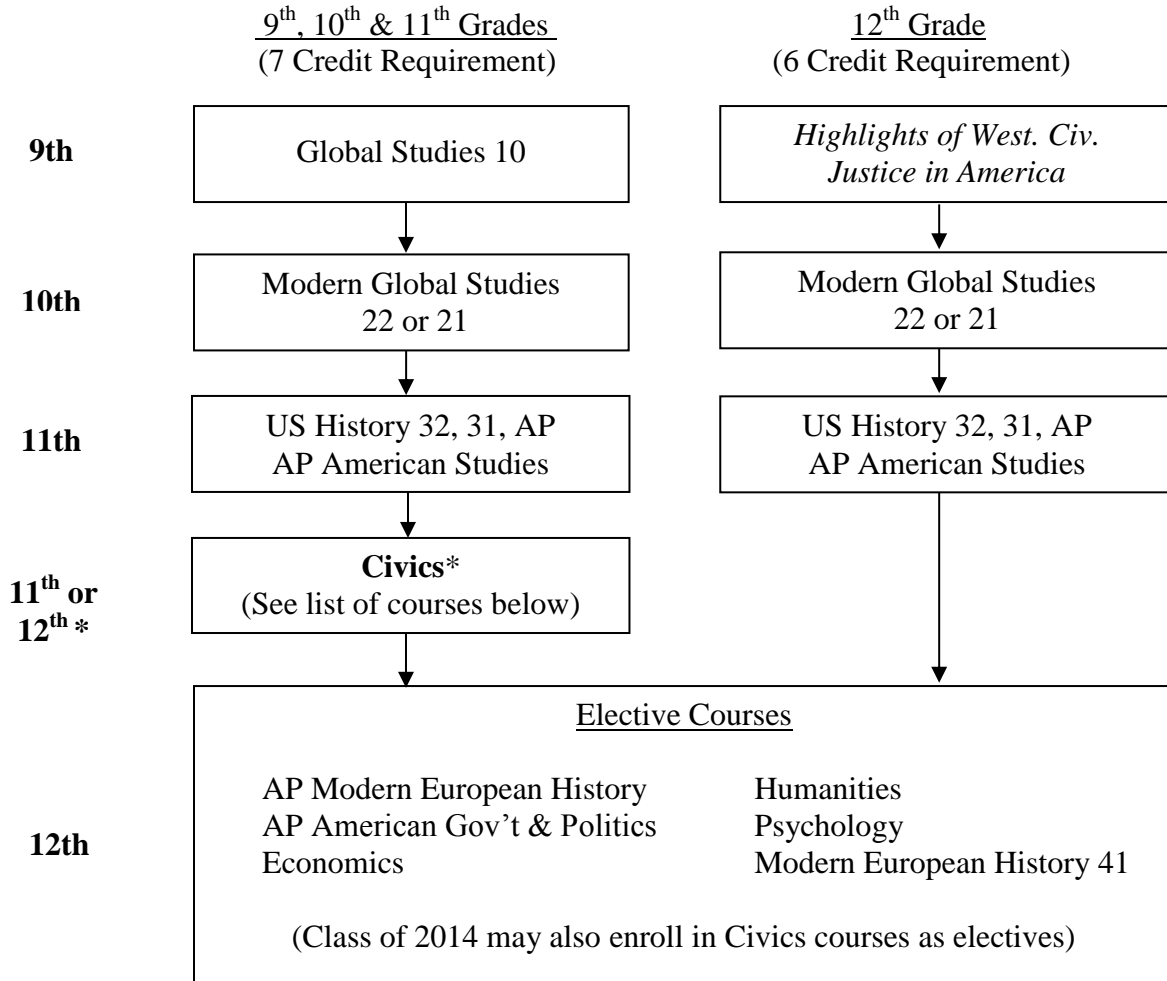 9th, 10th & 11th Grades
(7 Credit Requirement)
12th Grade
(6 Credit Requirement)
9th
Global Studies 10
Highlights of West. Civ.
Justice in America
10th
Modern Global Studies
22 or 21
Modern Global Studies
22 or 21
11th
US History 32, 31, AP
AP American Studies
US History 32, 31, AP
AP American Studies
11th or
12th *
Civics*
(See list of courses below)
12th
Elective Courses
AP Modern European History
AP American Gov’t & Politics
Economics
Humanities
Psychology
Modern European History 41
(Class of 2014 may also enroll in Civics courses as electives)